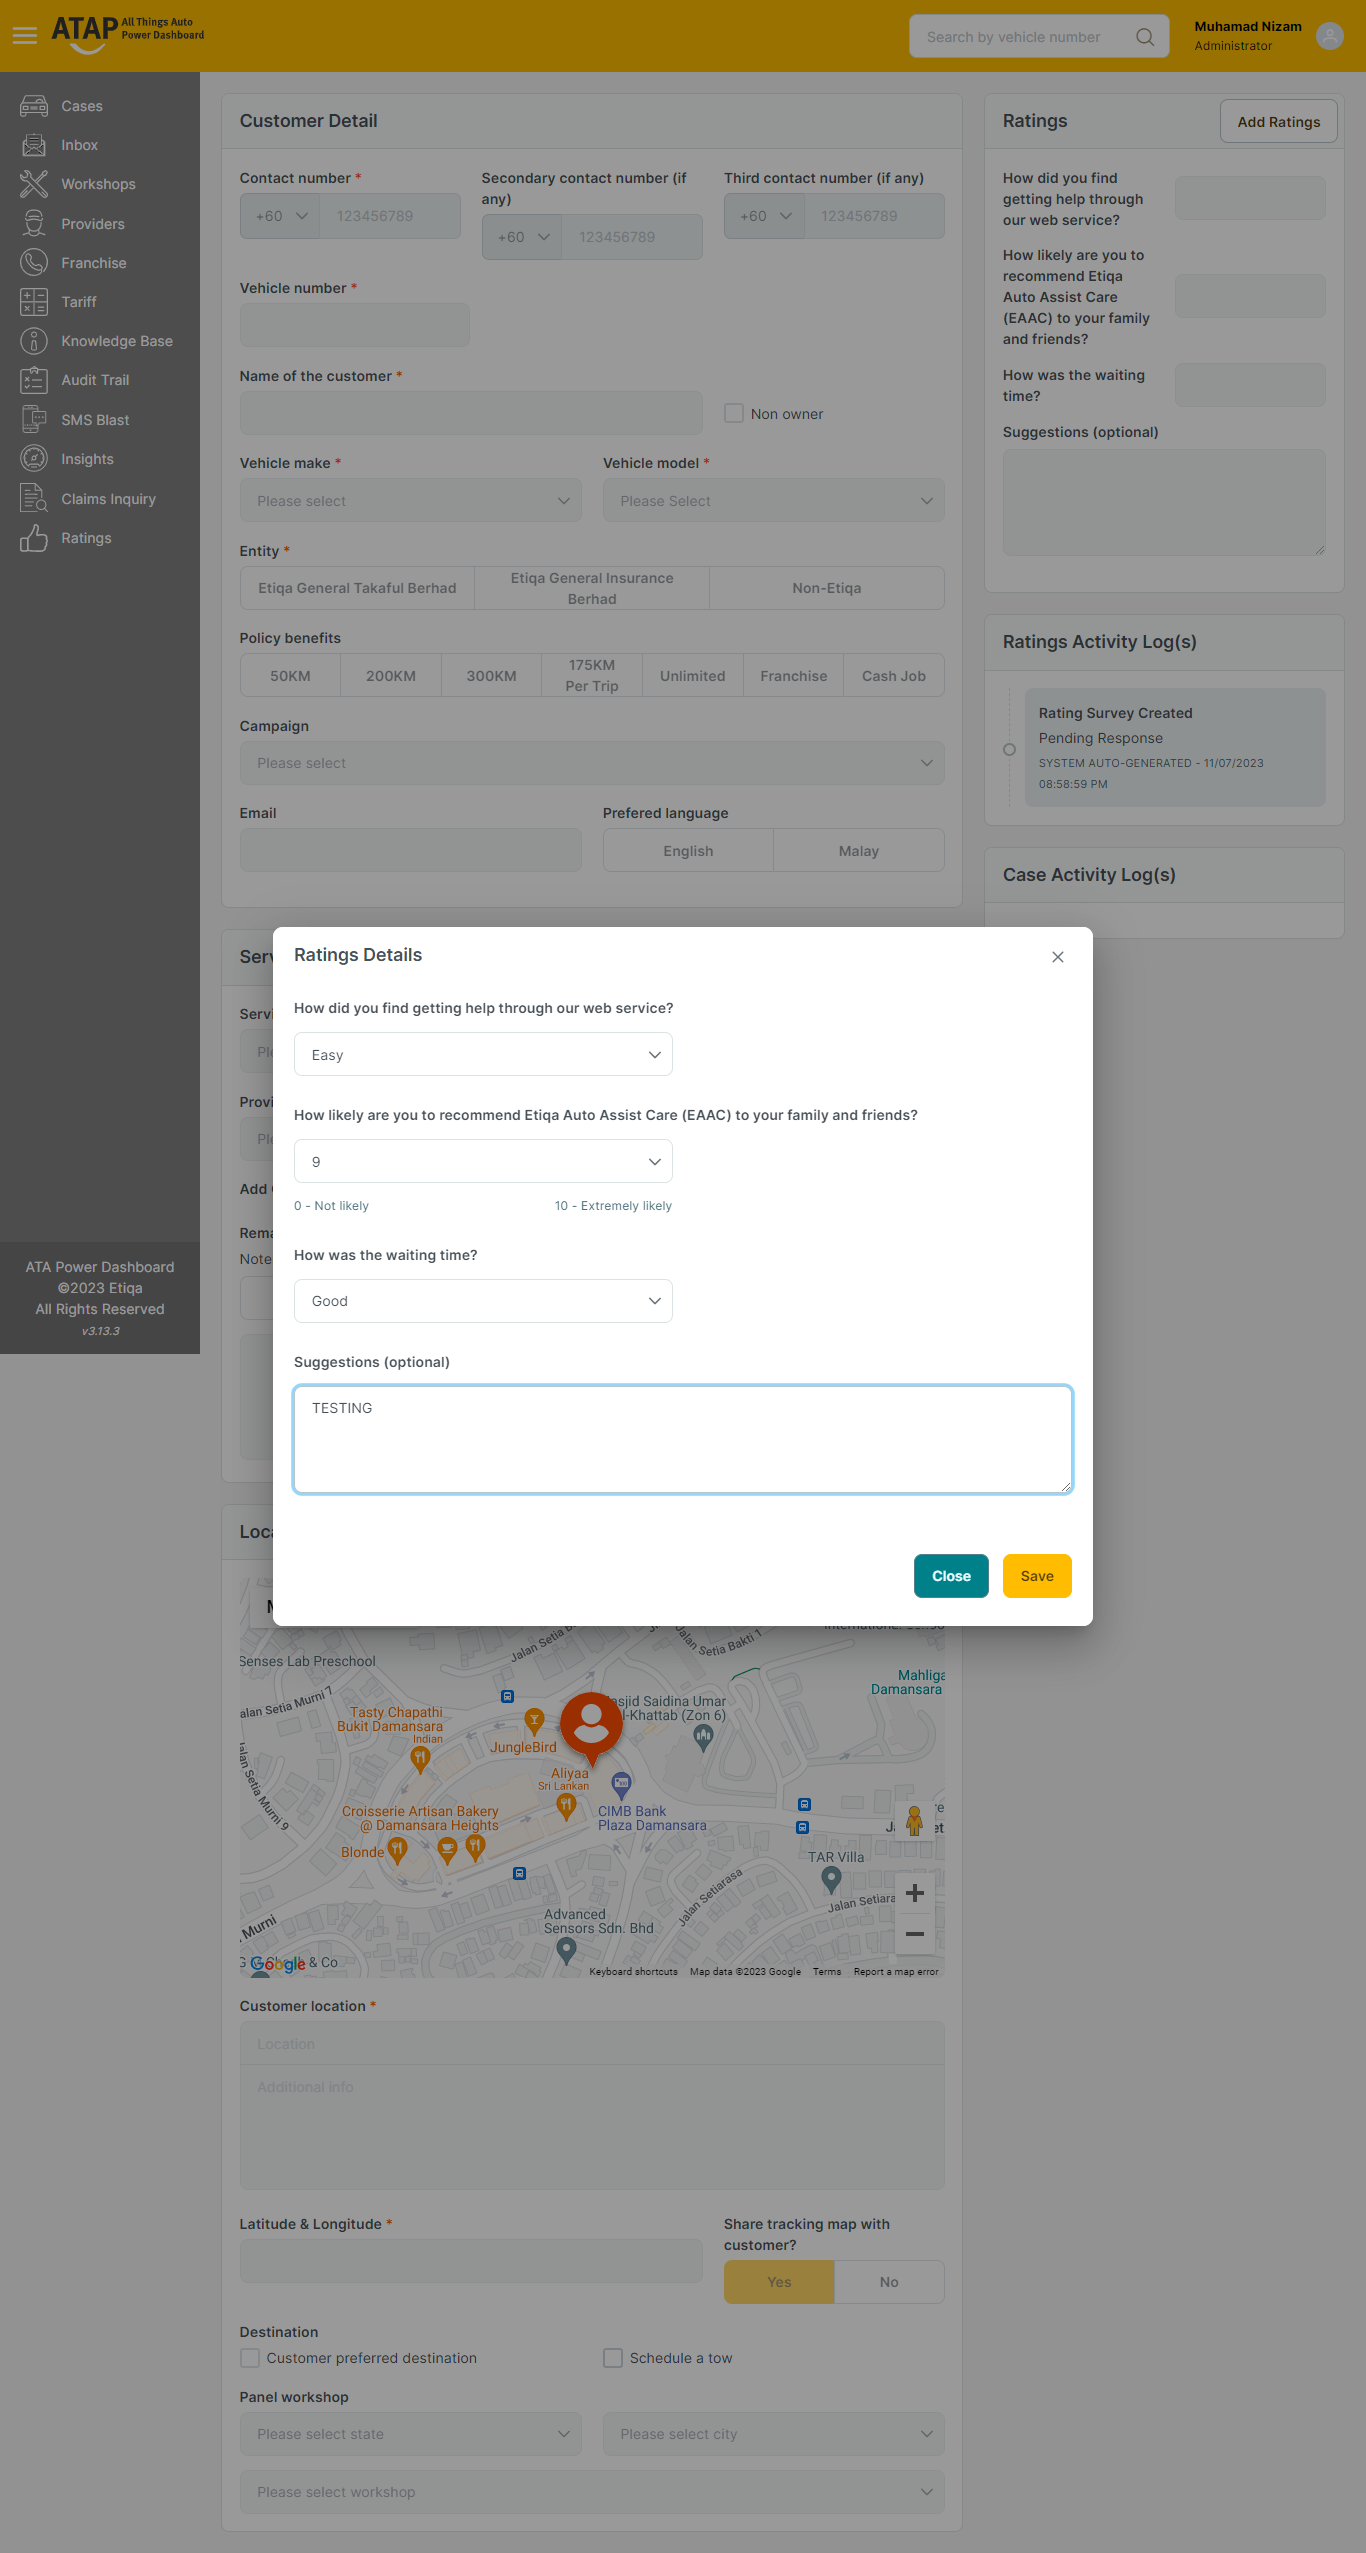 ATAP All Things Auto
Power Dashboard
Search by vehicle number
Muhamad Nizam
Administrator
Cases
Inbox
Workshops
Providers
Franchise
Tariff
Knowledge Base
Audit Trail
SMS Blast
Insights
Claims Inquiry
Ratings
ATA Power Dashboard
©2023 Etiqa
All Rights Reserved
v3.13.3
Customer Detail
Contact number *
+60 123456789
Secondary contact number (if
any)
+60 123456789
Third contact number (if any)
+60 123456789
Vehicle number *
Name of the customer *
Non owner
Vehicle make *
Please select
Vehicle model *
Please Select
Entity *
Etiqa General Takaful Berhad
Etiqa General Insurance
Berhad
Non-Etiqa
Policy benefits
50KM
200KM
300KM
175KM
Per Trip
Unlimited
Franchise
Cash Job
Campaign
Please select
Email
Prefered language
English
Malay
Ratings
Add Ratings
How did you find
getting help through
our web service?
How likely are you to
recommend Etiqa
Auto Assist Care
(EAAC) to your family
and friends?
How was the waiting
time?
Suggestions (optional)
Ratings Activity Log(s)
Rating Survey Created
Pending Response
SYSTEM AUTO-GENERATED - 11/07/2023
08:58:59 PM
Case Activity Log(s)
Ratings Details
How did you find getting help through our web service?
Easy
How likely are you to recommend Etiqa Auto Assist Care (EAAC) to your family and friends?
9
0 - Not likely
10 - Extremely likely
How was the waiting time?
Good
Suggestions (optional)
TESTING
Close
Save
Add
Note
Jalan Setia
Jalan Setia Bakti 1
Senses Lab Preschool
Mahliga
Damansara
alan Setia Murni 7
Tasty Chapathi
Bukit Damansara
Indian
JungleBird
sjid Saidina Umar
l-Khattab (Zon 6)
Aliyaa
Sri Lankan
Jalan Setia Murni 9
Croisserie Artisan Bakery
@ Damansara Heights
CIMB Bank
Plaza Damansara
Blonde
TAR Villa
Jalan Setiarasa
Jalan Setiara
Advanced
Sensors Sdn. Bhd
Murni
& Co
Google
Keyboard shortcuts
Map data ©2023 Google
Terms
Report a map error
Customer location *
Location
Additional info
Latitude & Longitude *
Share tracking map with
customer?
Yes
No
Destination
Customer preferred destination
Schedule a tow
Panel workshop
Please select state
Please select city
Please select workshop